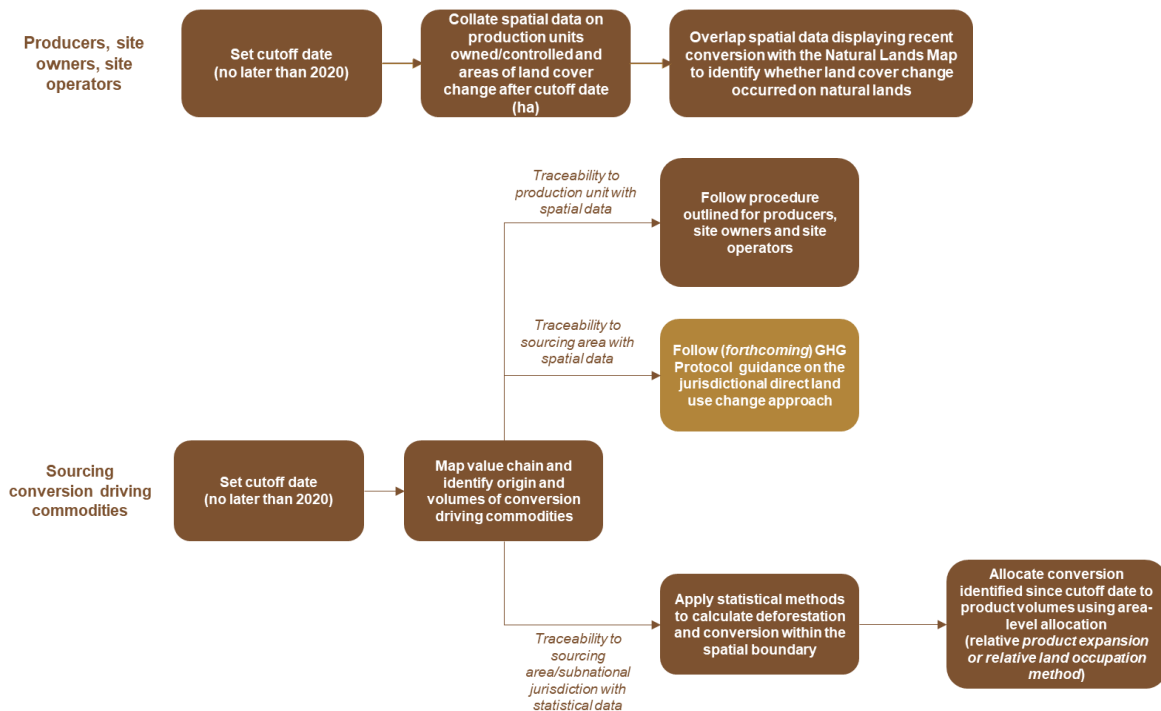 Producers, site
owners, site
operators
Set cutoff date
(no later than 2020)
Collate spatial data on
production units
owned/controlled and
areas of land cover
change after cutoff date
(ha)
Overlap spatial data displaying recent
conversion with the Natural Lands Map
to identify whether land cover change
occurred on natural lands
Traceability to
production unit with
spatial data
Follow procedure
outlined for producers,
site owners and site
operators
Traceability to
sourcing area with
spatial data
Follow (forthcoming) GHG
Protocol guidance on the
jurisdictional direct land
use change approach
Sourcing
conversion driving
commodities
Set cutoff date
(no later than 2020)
Map value chain and
identify origin and
volumes of conversion
driving commodities
Traceability to
sourcing
area/subnational
jurisdiction with
statistical data
Apply statistical methods
to calculate deforestation
and conversion within the
spatial boundary
Allocate conversion
identified since cutoff date to
product volumes using area-
level allocation
(relative product expansion
or relative land occupation
method)